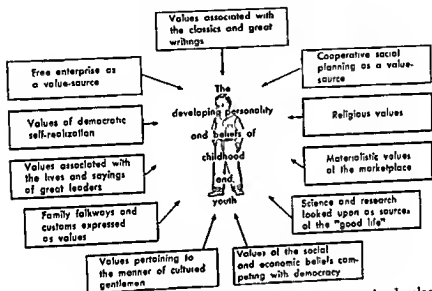 Values associated with
the classics and great
writings
Free enterprise as
a value-source
Cooperative social
planning as a value-
source
Values of democratic
self-realization
The
developing personality
and beliefs of
childhood
and
youth
Religious values
Values associated with
the lives and sayings
of great leaders
Materialistic values
of the marketplace
Family falkways and
customs expressed
as values
Science and research
looked upon as sources
of the "good life"
Values pertaining to
the manner of cultured
gentlemen
Values of the social
and economic beliefs com-
peting with democracy